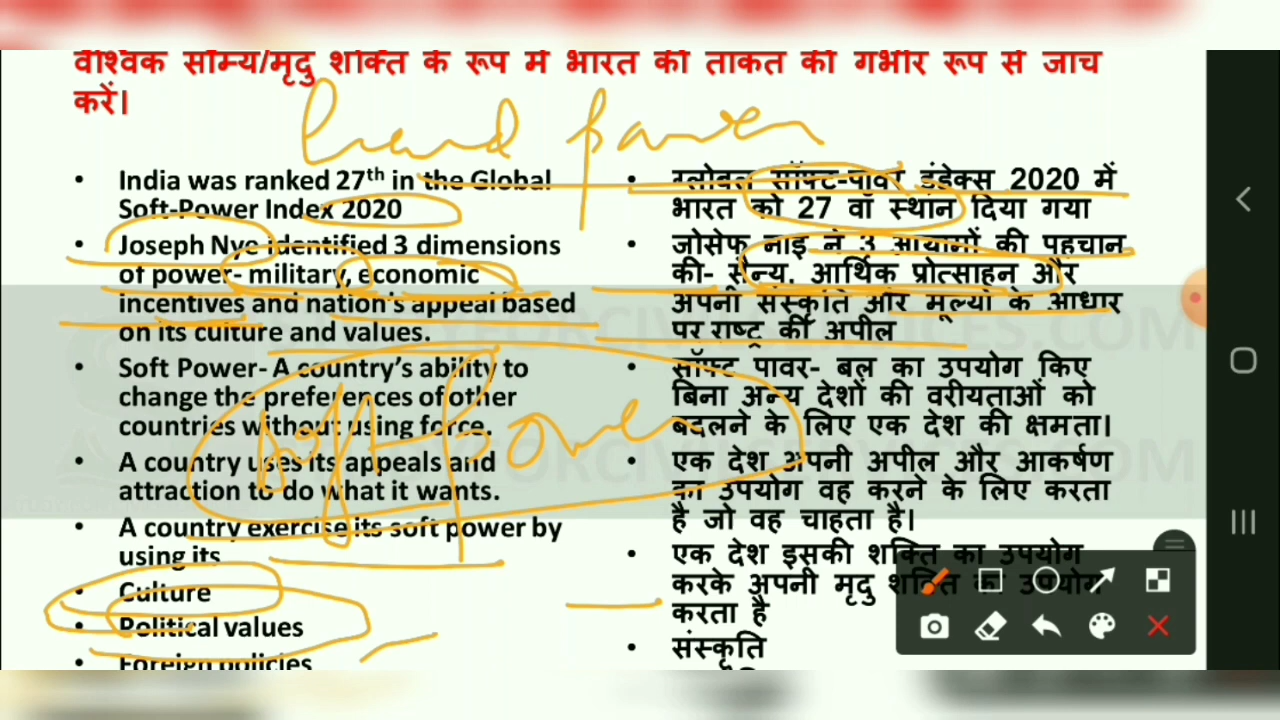 वैश्विक सौम्य/मृदु शक्ति के रूप में भारत की ताकत की गंभीर रूप से जांच
करें।
hard power
India was ranked 27th in the Global
Soft-Power Index 2020
Joseph Nye identified 3 dimensions
of power- military, economic
incentives and nation's appeal based
on its culture and values.
Soft Power- A country's ability to
change the preferences of other
countries without using force.
A country uses its appeals and
attraction to do what it wants.
A country exercise its soft power by
using its
Culture
Political values
Foreign policies
soft power
ग्लोबल सॉफ्ट-पावर इंडेक्स 2020 में
भारत को 27 वां स्थान दिया गया
जोसेफ नाई ने 3 आयामों की पहचान
की- सैन्य, आर्थिक प्रोत्साहन और
अपनी संस्कृति और मूल्यों के आधार
पर राष्ट्र की अपील
सॉफ्ट पावर- बल का उपयोग किए
बिना अन्य देशों की वरीयताओं को
बदलने के लिए एक देश की क्षमता।
एक देश अपनी अपील और आकर्षण
का उपयोग वह करने के लिए करता
है जो वह चाहता है।
एक देश इसकी शक्ति का उपयोग
करके अपनी मृदु शक्ति का उपयोग
करता है
संस्कृति